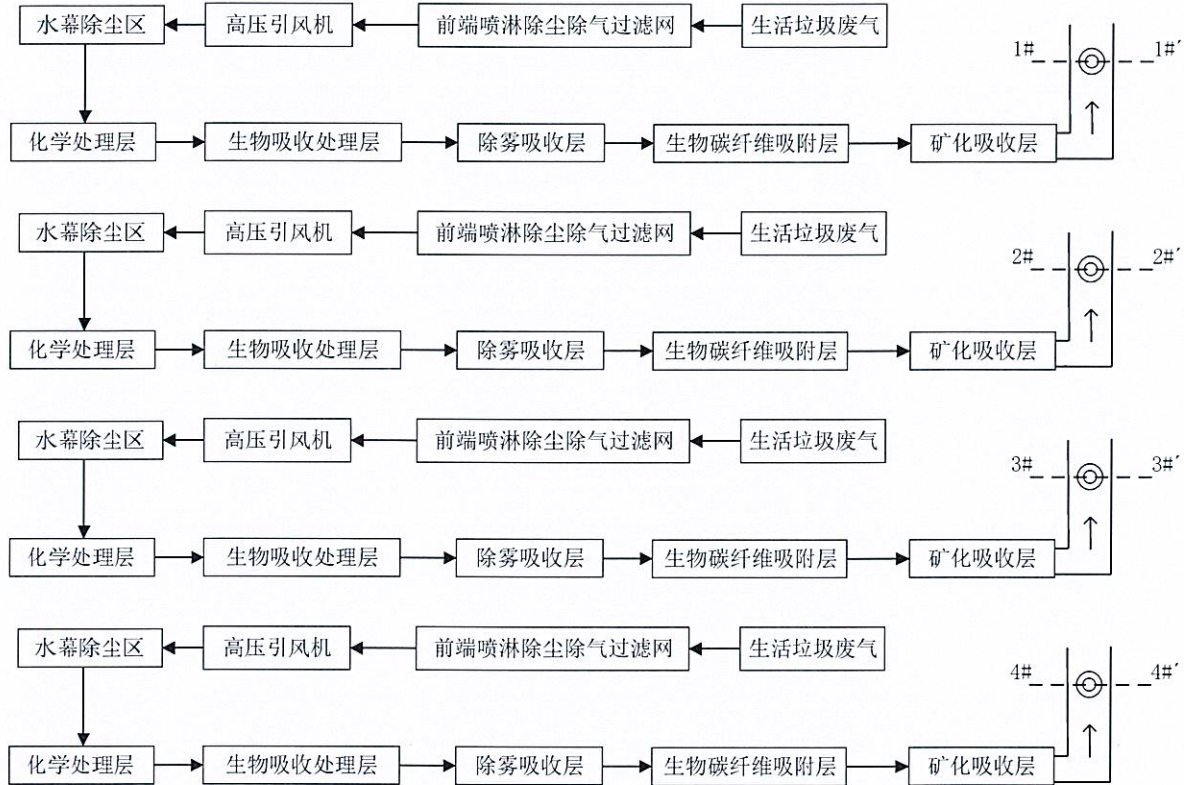 水幕除尘区 高压引风机 前端喷淋除尘除气过滤网 生活垃圾废气
1# 1#′
化学处理层 生物吸收处理层 除雾吸收层 生物碳纤维吸附层 矿化吸收层
水幕除尘区 高压引风机 前端喷淋除尘除气过滤网 生活垃圾废气
2# 2#′
化学处理层 生物吸收处理层 除雾吸收层 生物碳纤维吸附层 矿化吸收层
水幕除尘区 高压引风机 前端喷淋除尘除气过滤网 生活垃圾废气
3# 3#′
化学处理层 生物吸收处理层 除雾吸收层 生物碳纤维吸附层 矿化吸收层
水幕除尘区 高压引风机 前端喷淋除尘除气过滤网 生活垃圾废气
4# 4#′
化学处理层 生物吸收处理层 除雾吸收层 生物碳纤维吸附层 矿化吸收层